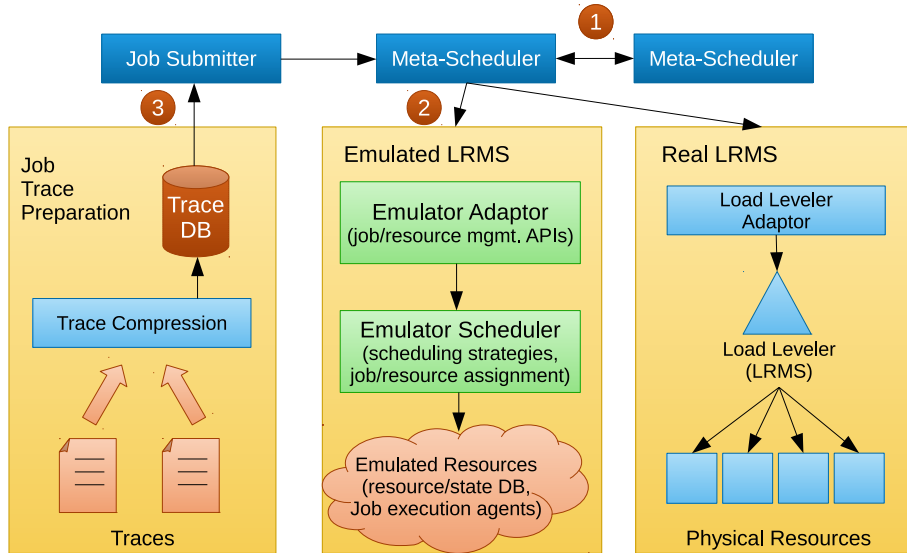 Job Submitter
Meta-Scheduler
1
Meta-Scheduler
3
2
Job
Trace
Preparation
Trace
DB
Trace Compression
Traces
Emulated LRMS
Emulator Adaptor
(job/resource mgmt, APIs)
Emulator Scheduler
(scheduling strategies,
job/resource assignment)
Emulated Resources
(resource/state DB,
Job execution agents)
Real LRMS
Load Leveler
Adaptor
Load Leveler
(LRMS)
Physical Resources